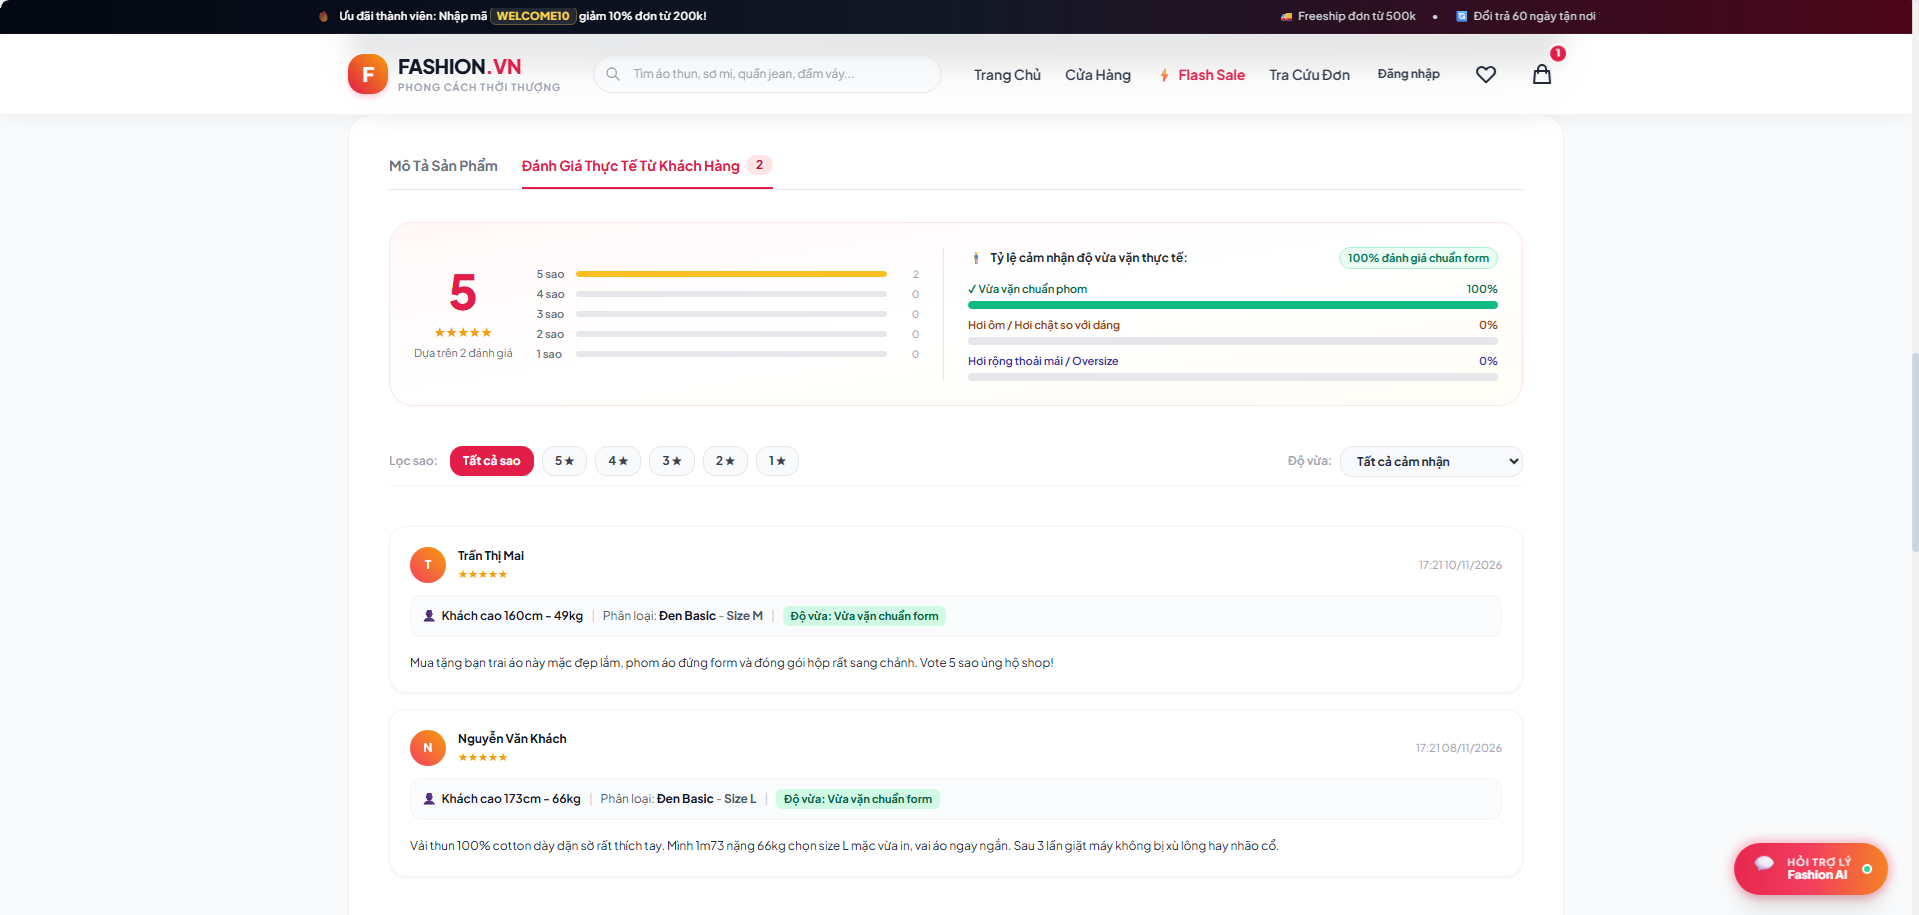 Ưu đãi thành viên: Nhập mã WELCOME10 giảm 10% đơn từ 200k!
Freeship đơn từ 500k • Đổi trả 60 ngày tận nơi
F FASHION.VN
PHONG CÁCH THỜI THƯỢNG
Tìm áo thun, sơ mi, quần jean, đầm váy...
Trang Chủ Cửa Hàng Flash Sale Tra Cứu Đơn Đăng nhập 1
Mô Tả Sản Phẩm Đánh Giá Thực Tế Từ Khách Hàng 2
5
★★★★★
Dựa trên 2 đánh giá
5 sao 2
4 sao 0
3 sao 0
2 sao 0
1 sao 0
Tỷ lệ cảm nhận độ vừa vặn thực tế: 100% đánh giá chuẩn form
✓ Vừa vặn chuẩn phom 100%
Hơi ôm / Hơi chật so với dáng 0%
Hơi rộng thoải mái / Oversize 0%
Lọc sao: Tất cả sao 5 ★ 4 ★ 3 ★ 2 ★ 1 ★ Độ vừa: Tất cả cảm nhận
T Trần Thị Mai 17:21 10/11/2026
★★★★★
Khách cao 160cm - 49kg | Phân loại: Đen Basic - Size M | Độ vừa: Vừa vặn chuẩn form
Mua tặng bạn trai áo này mặc đẹp lắm, phom áo đứng form và đóng gói hộp rất sang chảnh. Vote 5 sao ủng hộ shop!
N Nguyễn Văn Khách 17:21 08/11/2026
★★★★★
Khách cao 173cm - 66kg | Phân loại: Đen Basic - Size L | Độ vừa: Vừa vặn chuẩn form
Vải thun 100% cotton dày dặn sờ rất thích tay. Mình 1m73 nặng 66kg chọn size L mặc vừa in, vai áo ngay ngắn. Sau 3 lần giặt máy không bị xù lông hay nhão cổ.
HỎI TRỢ LÝ
Fashion AI